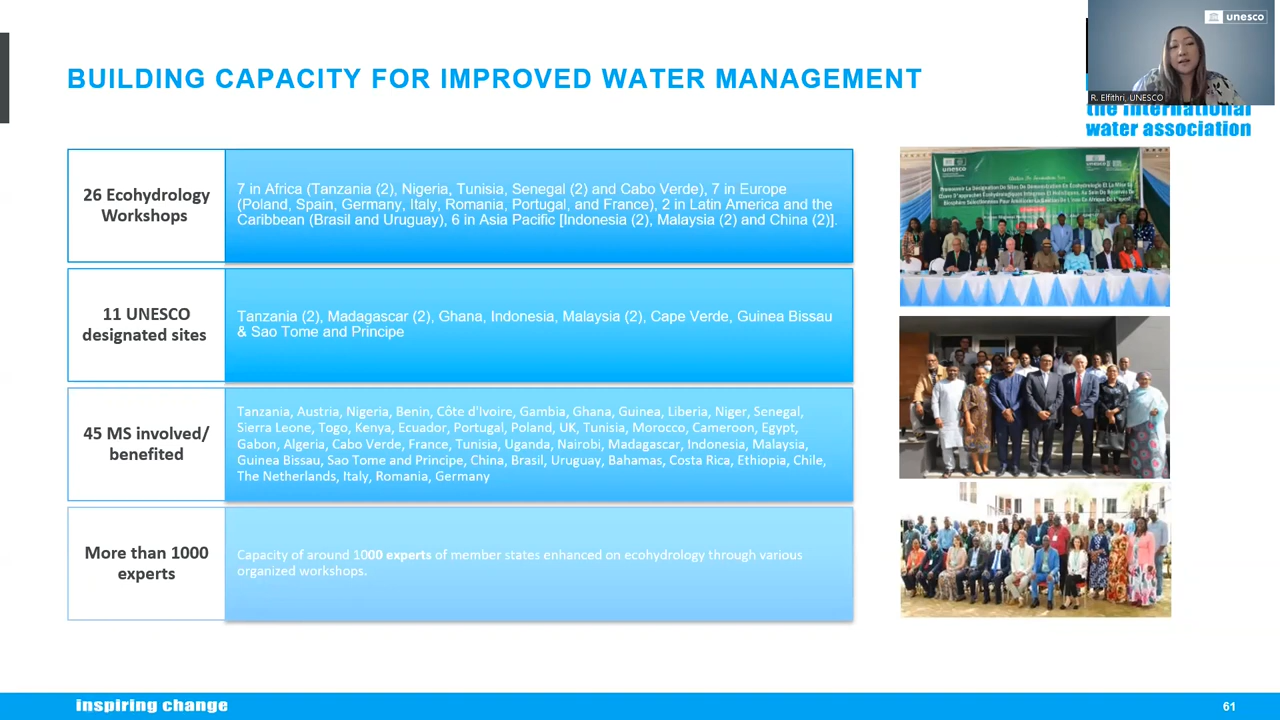 unesco
R. Elfithri, UNESCO
BUILDING CAPACITY FOR IMPROVED WATER MANAGEMENT
the international
water association
26 Ecohydrology
Workshops
7 in Africa (Tanzania (2), Nigeria, Tunisia, Senegal (2) and Cabo Verde), 7 in Europe
(Poland, Spain, Germany, Italy, Romania, Portugal, and France), 2 in Latin America and the
Caribbean (Brasil and Uruguay), 6 in Asia Pacific [Indonesia (2), Malaysia (2) and China (2)].
unesco
11 UNESCO
designated sites
Tanzania (2), Madagascar (2), Ghana, Indonesia, Malaysia (2), Cape Verde, Guinea Bissau
& Sao Tome and Principe
45 MS involved/
benefited
Tanzania, Austria, Nigeria, Benin, Côte d'Ivoire, Gambia, Ghana, Guinea, Liberia, Niger, Senegal,
Sierra Leone, Togo, Kenya, Ecuador, Portugal, Poland, UK, Tunisia, Morocco, Cameroon, Egypt,
Gabon, Algeria, Cabo Verde, France, Tunisia, Uganda, Nairobi, Madagascar, Indonesia, Malaysia,
Guinea Bissau, Sao Tome and Principe, China, Brasil, Uruguay, Bahamas, Costa Rica, Ethiopia, Chile,
The Netherlands, Italy, Romania, Germany
More than 1000
experts
Capacity of around 1000 experts of member states enhanced on ecohydrology through various
organized workshops.
inspiring change
61